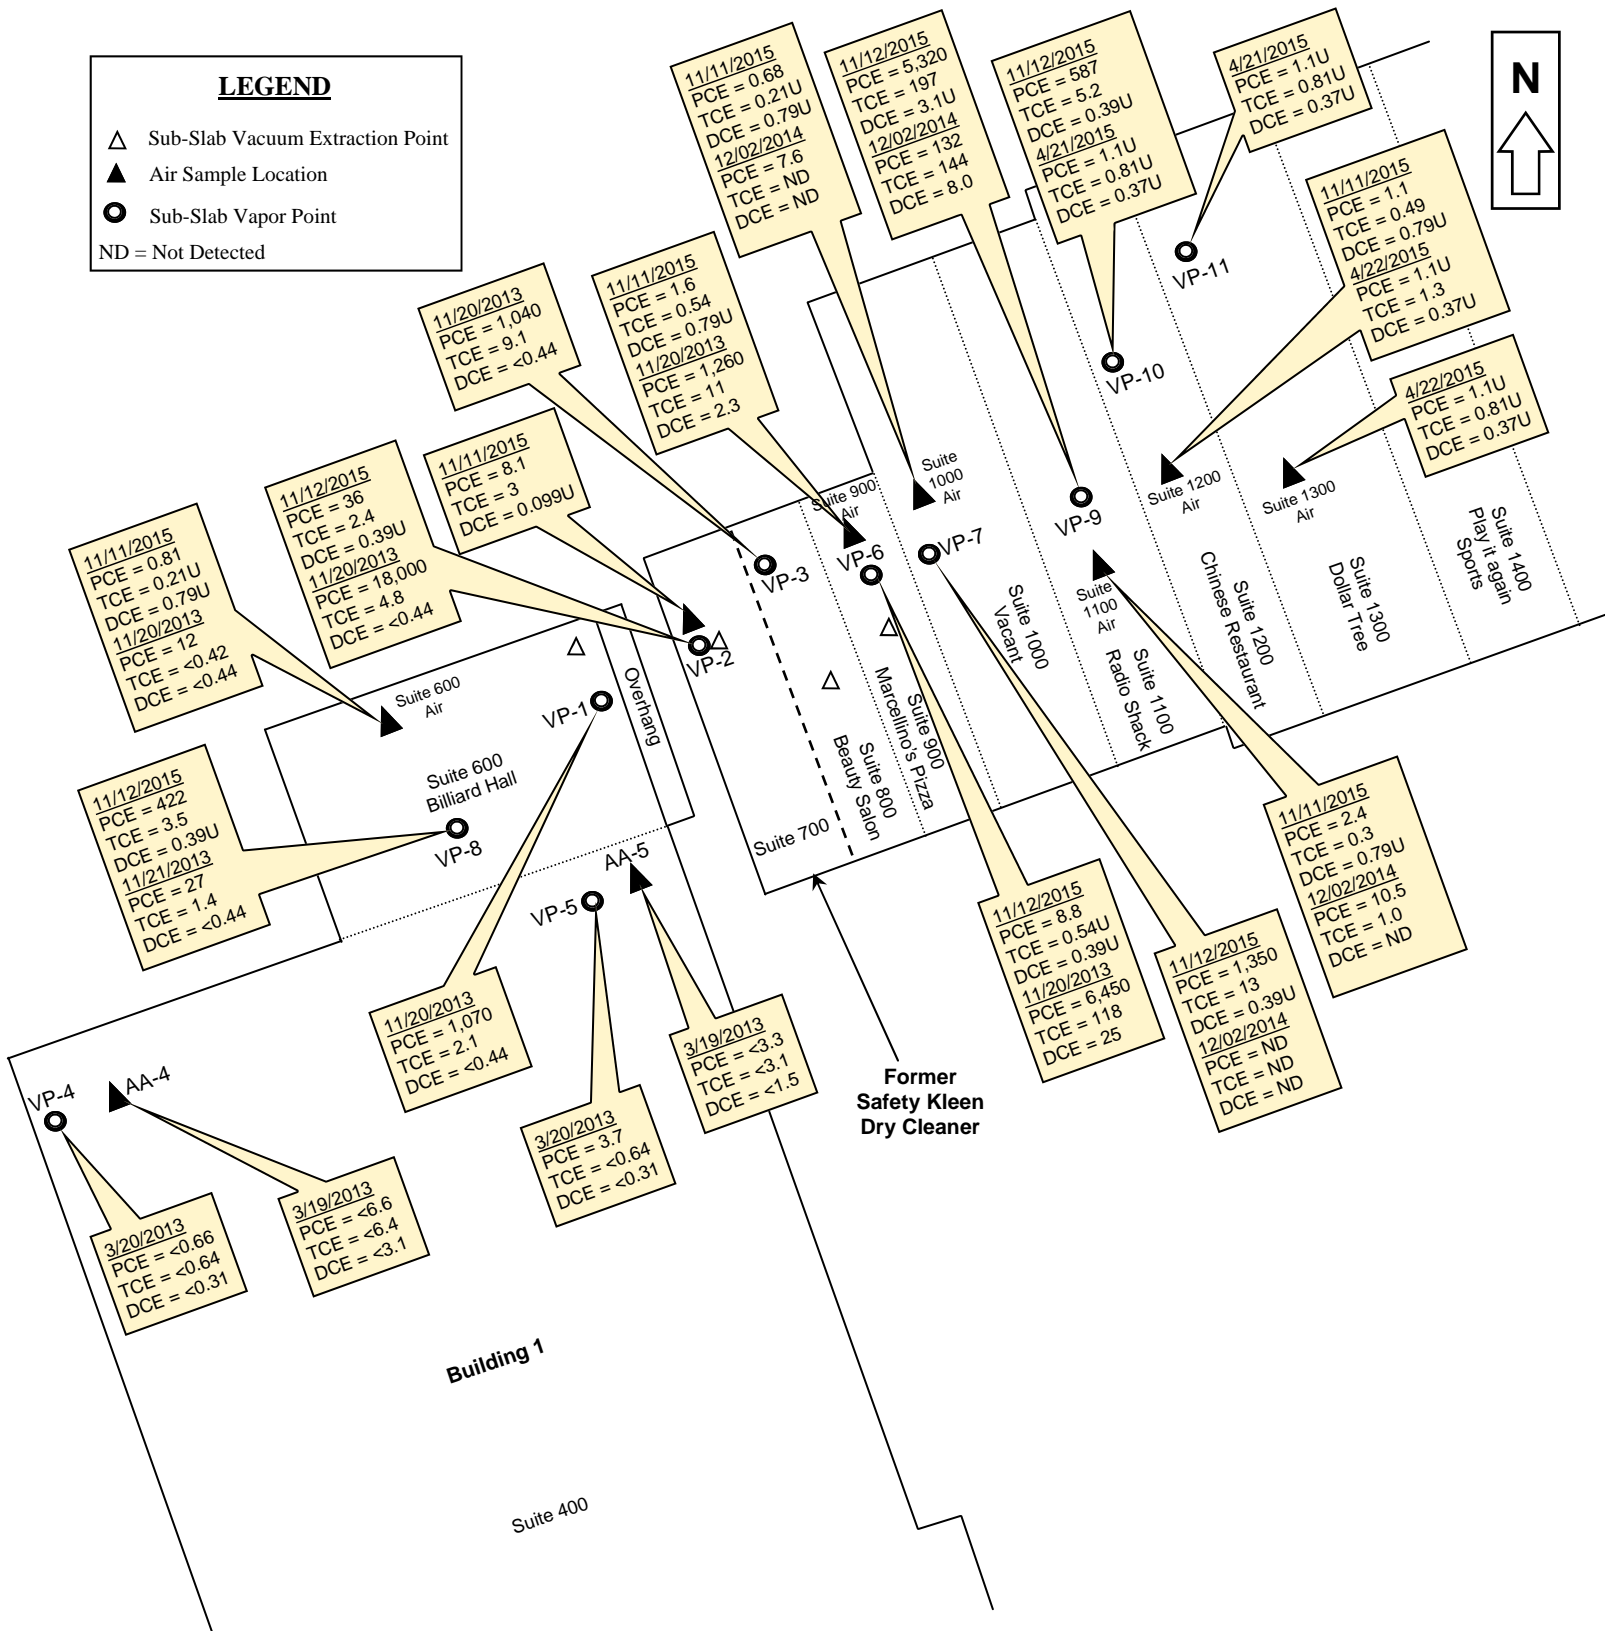 LEGEND
Sub-Slab Vacuum Extraction Point
Air Sample Location
Sub-Slab Vapor Point
ND = Not Detected
N
11/11/2015
PCE = 0.68
TCE = 0.21U
DCE = 0.79U
12/02/2014
PCE = 7.6
TCE = ND
DCE = ND
11/12/2015
PCE = 5,320
TCE = 197
DCE = 3.1U
12/02/2014
PCE = 132
TCE = 144
DCE = 8.0
11/12/2015
PCE = 587
TCE = 5.2
DCE = 0.39U
4/21/2015
PCE = 1.1U
TCE = 0.81U
DCE = 0.37U
4/21/2015
PCE = 1.1U
TCE = 0.81U
DCE = 0.37U
11/11/2015
PCE = 1.1
TCE = 0.49
DCE = 0.79U
4/22/2015
PCE = 1.1U
TCE = 1.3
DCE = 0.37U
4/22/2015
PCE = 1.1U
TCE = 0.81U
DCE = 0.37U
11/20/2013
PCE = 1,040
TCE = 9.1
DCE = <0.44
11/11/2015
PCE = 1.6
TCE = 0.54
DCE = 0.79U
11/20/2013
PCE = 1,260
TCE = 11
DCE = 2.3
11/11/2015
PCE = 8.1
TCE = 3
DCE = 0.099U
11/12/2015
PCE = 36
TCE = 2.4
DCE = 0.39U
11/20/2013
PCE = 18,000
TCE = 4.8
DCE = <0.44
11/11/2015
PCE = 0.81
TCE = 0.21U
DCE = 0.79U
11/20/2013
PCE = 12
TCE = <0.42
DCE = <0.44
11/12/2015
PCE = 422
TCE = 3.5
DCE = 0.39U
11/21/2013
PCE = 27
TCE = 1.4
DCE = <0.44
VP-11
VP-10
VP-9
VP-7
VP-6
VP-3
VP-2
VP-1
VP-8
VP-5
AA-5
VP-4
AA-4
Suite 600
Air
Suite 600
Billiard Hall
Overhang
Suite 700
Suite 800
Beauty Salon
Suite 900
Air
Suite 900
Marcellino's Pizza
Suite
1000
Air
Suite 1000
Vacant
Suite
1100
Air
Suite 1100
Radio Shack
Suite 1200
Air
Suite 1200
Chinese Restaurant
Suite 1300
Air
Suite 1300
Dollar Tree
Suite 1400
Play it again
Sports
11/11/2015
PCE = 2.4
TCE = 0.3
DCE = 0.79U
12/02/2014
PCE = 10.5
TCE = 1.0
DCE = ND
11/12/2015
PCE = 8.8
TCE = 0.54U
DCE = 0.39U
11/20/2013
PCE = 6,450
TCE = 118
DCE = 25
11/12/2015
PCE = 1,350
TCE = 13
DCE = 0.39U
12/02/2014
PCE = ND
TCE = ND
DCE = ND
11/20/2013
PCE = 1,070
TCE = 2.1
DCE = <0.44
3/19/2013
PCE = <3.3
TCE = <3.1
DCE = <1.5
3/20/2013
PCE = 3.7
TCE = <0.64
DCE = <0.31
3/19/2013
PCE = <6.6
TCE = <6.4
DCE = <3.1
3/20/2013
PCE = <0.66
TCE = <0.64
DCE = <0.31
Former
Safety Kleen
Dry Cleaner
Building 1
Suite 400